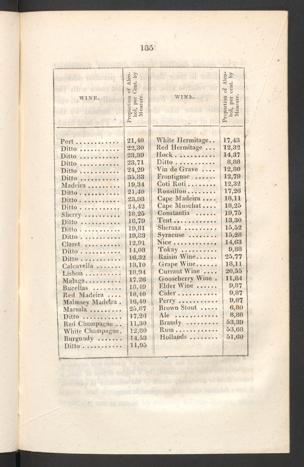 135
WINE.
Proportion of Alcohol, per Cent. by Measure.
WINE.
Proportion of Alcohol, per cent. by Measure.
Port . . . . . . . . . . . 21,40
Ditto . . . . . . . . . . . 22,30
Ditto . . . . . . . . . . . 23,39
Ditto . . . . . . . . . . . 23,71
Ditto . . . . . . . . . . . 24,29
Ditto . . . . . . . . . . . 25,83
Madeira . . . . . . . . . 19,34
Ditto . . . . . . . . . . . 21,40
Ditto . . . . . . . . . . . 23,93
Ditto . . . . . . . . . . . 24,42
Sherry . . . . . . . . . . 18,25
Ditto . . . . . . . . . . . 18,79
Ditto . . . . . . . . . . . 19,81
Ditto . . . . . . . . . . . 19,83
Claret . . . . . . . . . . 12,91
Ditto . . . . . . . . . . . 14,08
Ditto . . . . . . . . . . . 16,32
Calcavella . . . . . . . 18,10
Lisbon . . . . . . . . . . 18,94
Malaga . . . . . . . . . . 17,26
Bucellas . . . . . . . . . 18,49
Red Madeira . . . . 18,40
Malmsey Madeira . 16,40
Marsala . . . . . . . . . 25,87
Ditto . . . . . . . . . . . 17,26
Red Champagne . . 11,30
White Champagne . 12,80
Burgundy . . . . . . . 14,53
Ditto . . . . . . . . . . . 11,95
White Hermitage . . 17,43
Red Hermitage . . . 12,32
Hock . . . . . . . . . . . 14,37
Ditto . . . . . . . . . . . 8,88
Vin de Grave . . . . 12,80
Frontignac . . . . . . 12,79
Coti Roti . . . . . . . . 12,32
Rousillon . . . . . . . . 17,26
Cape Madeira . . . . 18,11
Cape Muschat . . . . 18,25
Constantia . . . . . . 19,75
Tent . . . . . . . . . . . 13,30
Sheraaz . . . . . . . . 15,52
Syracuse . . . . . . . . 15,28
Nice . . . . . . . . . . . 14,63
Tokay . . . . . . . . . . 9,88
Raisin Wine . . . . . . 25,77
Grape Wine . . . . . . 18,11
Currant Wine . . . . 20,55
Gooseberry Wine . 11,84
Elder Wine . . . . . . 9,87
Cider . . . . . . . . . . . 9,87
Perry . . . . . . . . . . . 9,87
Brown Stout . . . . . 6,80
Ale . . . . . . . . . . . . 8,88
Brandy . . . . . . . . . 53,39
Rum . . . . . . . . . . . 53,68
Hollands . . . . . . . . 51,60